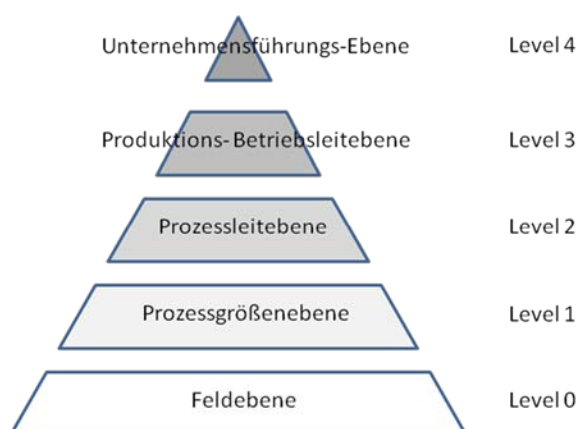 Unternehmensführungs-Ebene Level 4
Produktions- Betriebsleitebene Level 3
Prozessleitebene Level 2
Prozessgrößenebene Level 1
Feldebene Level 0